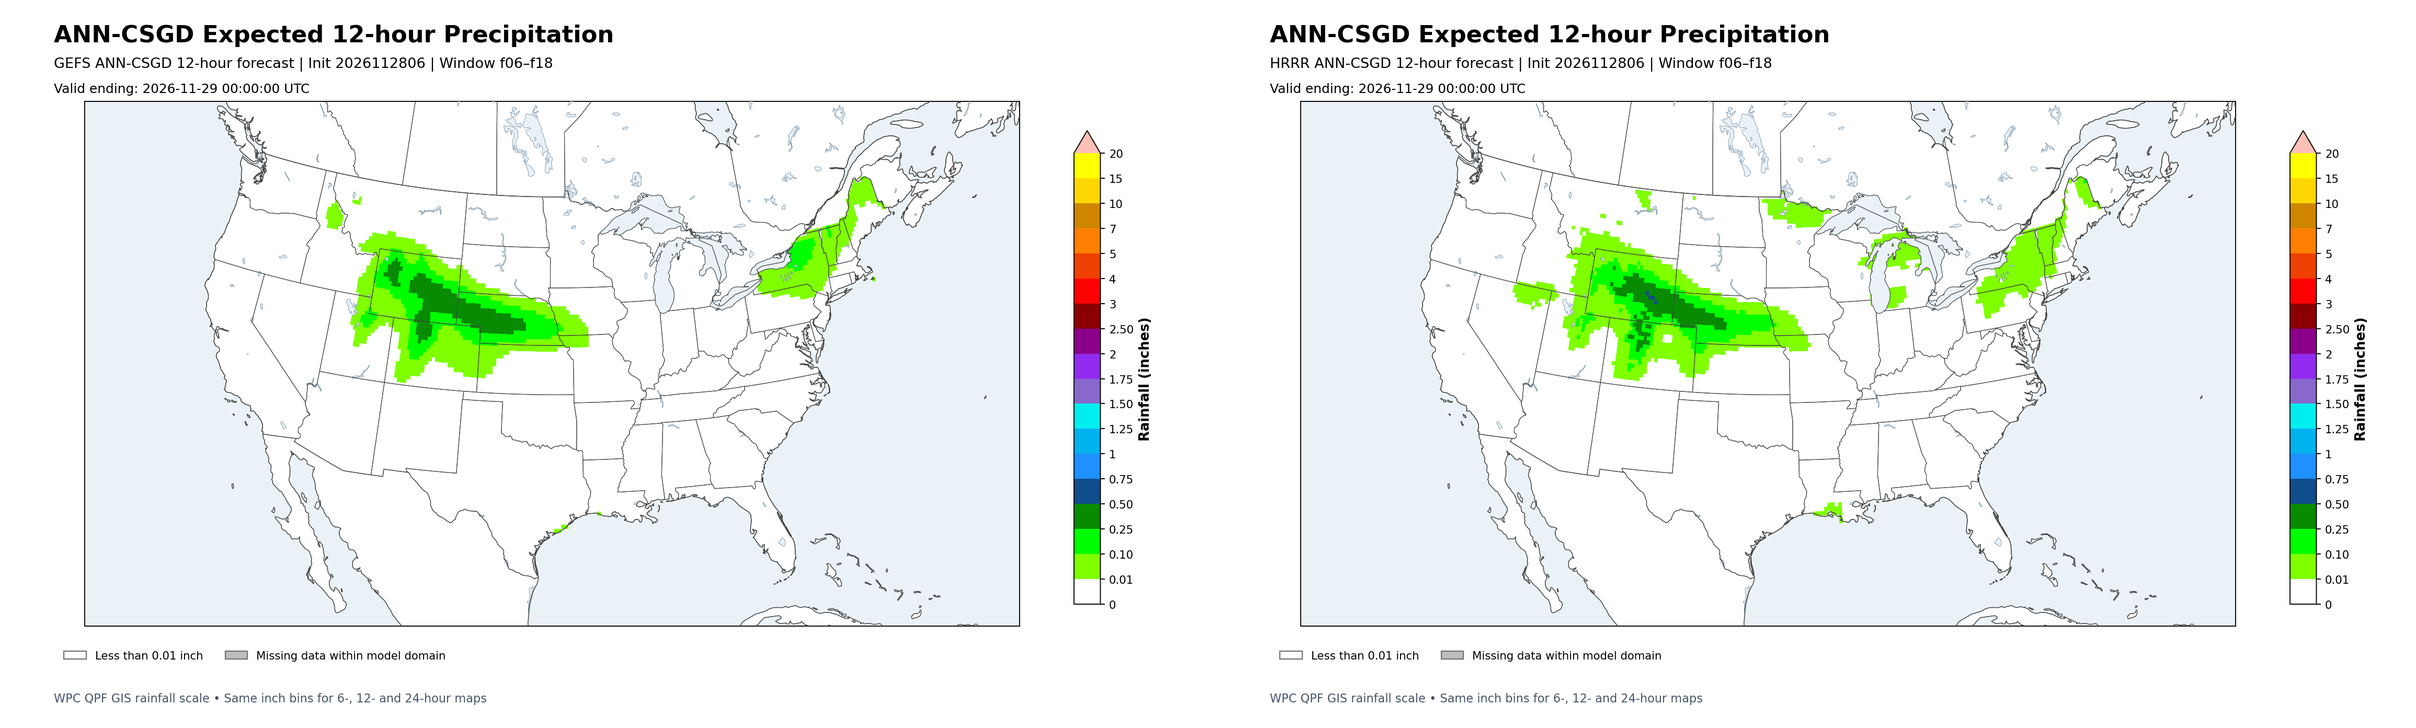 ANN-CSGD Expected 12-hour Precipitation
GEFS ANN-CSGD 12-hour forecast | Init 2026112806 | Window f06–f18
Valid ending: 2026-11-29 00:00:00 UTC
20
15
10
7
5
4
3
2.50
2
1.75
1.50
1.25
1
0.75
0.50
0.25
0.10
0.01
0
Rainfall (inches)
Less than 0.01 inch
Missing data within model domain
WPC QPF GIS rainfall scale • Same inch bins for 6-, 12- and 24-hour maps
ANN-CSGD Expected 12-hour Precipitation
HRRR ANN-CSGD 12-hour forecast | Init 2026112806 | Window f06–f18
Valid ending: 2026-11-29 00:00:00 UTC
20
15
10
7
5
4
3
2.50
2
1.75
1.50
1.25
1
0.75
0.50
0.25
0.10
0.01
0
Rainfall (inches)
Less than 0.01 inch
Missing data within model domain
WPC QPF GIS rainfall scale • Same inch bins for 6-, 12- and 24-hour maps